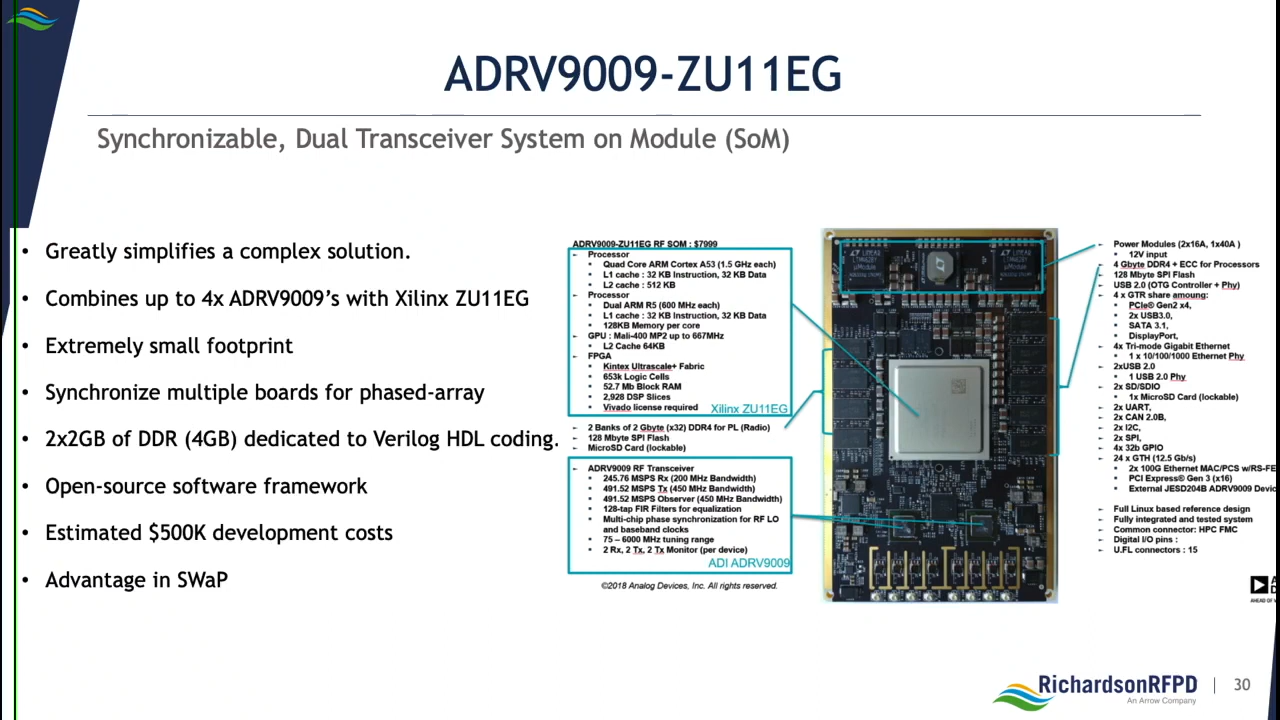 ADRV9009-ZU11EG
Synchronizable, Dual Transceiver System on Module (SoM)
• Greatly simplifies a complex solution.
• Combines up to 4x ADRV9009’s with Xilinx ZU11EG
• Extremely small footprint
• Synchronize multiple boards for phased-array
• 2x2GB of DDR (4GB) dedicated to Verilog HDL coding.
• Open-source software framework
• Estimated $500K development costs
• Advantage in SWaP
ADRV9009-ZU11EG RF SOM : $7999
- Processor
• Quad Core ARM Cortex A53 (1.5 GHz each)
• L1 cache : 32 KB Instruction, 32 KB Data
• L2 cache : 512 KB
- Processor
• Dual ARM R5 (600 MHz each)
• L1 cache : 32 KB Instruction, 32 KB Data
• 128KB Memory per core
- GPU : Mali-400 MP2 up to 667MHz
• L2 Cache 64KB
- FPGA
• Kintex Ultrascale+ Fabric
• 653k Logic Cells
• 52.7 Mb Block RAM
• 2,928 DSP Slices
• Vivado license required
Xilinx ZU11EG
- 2 Banks of 2 Gbyte (x32) DDR4 for PL (Radio)
- 128 Mbyte SPI Flash
- MicroSD Card (lockable)
- ADRV9009 RF Transceiver
• 245.76 MSPS Rx (200 MHz Bandwidth)
• 491.52 MSPS Tx (450 MHz Bandwidth)
• 491.52 MSPS Observer (450 MHz Bandwidth)
• 128-tap FIR Filters for equalization
• Multi-chip phase synchronization for RF LO
and baseband clocks
• 75 – 6000 MHz tuning range
• 2 Rx, 2 Tx, 2 Tx Monitor (per device)
ADI ADRV9009
©2018 Analog Devices, Inc. All rights reserved.
- Power Modules (2x16A, 1x40A )
• 12V input
- 4 Gbyte DDR4 + ECC for Processors
- 128 Mbyte SPI Flash
- USB 2.0 (OTG Controller + Phy)
- 4 x GTR share amoung:
• PCIe® Gen2 x4,
• 2x USB3.0,
• SATA 3.1,
• DisplayPort,
- 4x Tri-mode Gigabit Ethernet
• 1 x 10/100/1000 Ethernet Phy
- 2xUSB 2.0
• 1 USB 2.0 Phy
- 2x SD/SDIO
• 1x MicroSD Card (lockable)
- 2x UART,
- 2x CAN 2.0B,
- 2x I2C,
- 2x SPI,
- 4x 32b GPIO
- 24 x GTH (12.5 Gb/s)
• 2x 100G Ethernet MAC/PCS w/RS-FE
• PCI Express® Gen 3 (x16)
• External JESD204B ADRV9009 Devic
- Full Linux based reference design
- Fully integrated and tested system
- Common connector: HPC FMC
- Digital I/O pins :
- U.FL connectors : 15
RichardsonRFPD
An Arrow Company
30